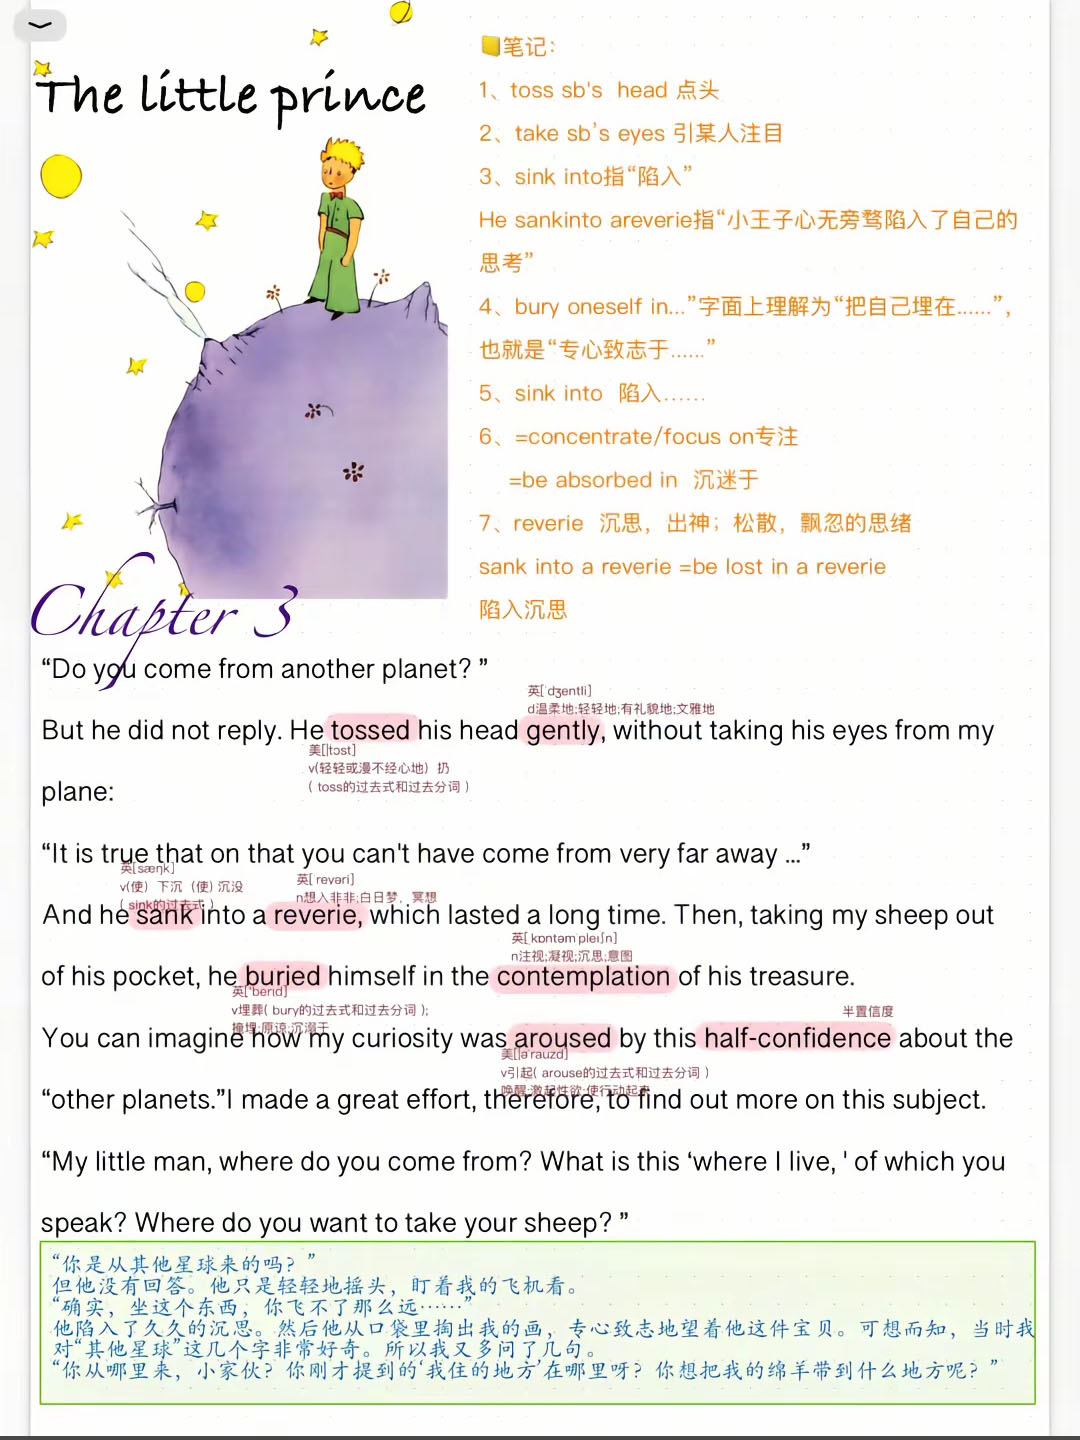 The little prince
笔记:
1、toss sb's head 点头
2、take sb's eyes 引某人注目
3、sink into指“陷入”
He sankinto areverie指“小王子心无旁骛陷入了自己的
思考”
4、bury oneself in...”字面上理解为“把自己埋在......”,
也就是“专心致志于......”
5、sink into 陷入……
6、=concentrate/focus on专注
=be absorbed in 沉迷于
7、reverie 沉思，出神；松散，飘忽的思绪
sank into a reverie =be lost in a reverie
陷入沉思
Chapter 3
“Do you come from another planet? ”
英[ˈdʒentli]
d温柔地;轻轻地;有礼貌地;文雅地
But he did not reply. He tossed his head gently, without taking his eyes from my
美[tɔst]
v(轻轻或漫不经心地）扔
( toss的过去式和过去分词 )
plane:
“It is true that on that you can't have come from very far away ...”
英[sæŋk]
v(使）下沉（使)沉没
( sink的过去式 )
英[ˈrevəri]
n想入非非;白日梦，冥想
And he sank into a reverie, which lasted a long time. Then, taking my sheep out
英[ˌkɒntəmˈpleɪʃn]
n注视;凝视;沉思;意图
of his pocket, he buried himself in the contemplation of his treasure.
英['berid]
v埋葬( bury的过去式和过去分词 );
掩埋;原谅;沉溺于
半置信度
You can imagine how my curiosity was aroused by this half-confidence about the
美[əˈrauzd]
v引起( arouse的过去式和过去分词 )
唤醒;激起性欲;使行动起来
“other planets.”I made a great effort, therefore, to find out more on this subject.
“My little man, where do you come from? What is this ‘where I live, ' of which you
speak? Where do you want to take your sheep? ”
“你是从其他星球来的吗？”
但他没有回答。他只是轻轻地摇头，盯着我的飞机看。
“确实，坐这个东西，你飞不了那么远……”
他陷入了久久的沉思。然后他从口袋里掏出我的画，专心致志地望着他这件宝贝。可想而知，当时我
对“其他星球”这几个字非常好奇。所以我又多问了几句。
“你从哪里来，小家伙？你刚才提到的‘我住的地方’在哪里呀？你想把我的绵羊带到什么地方呢？”